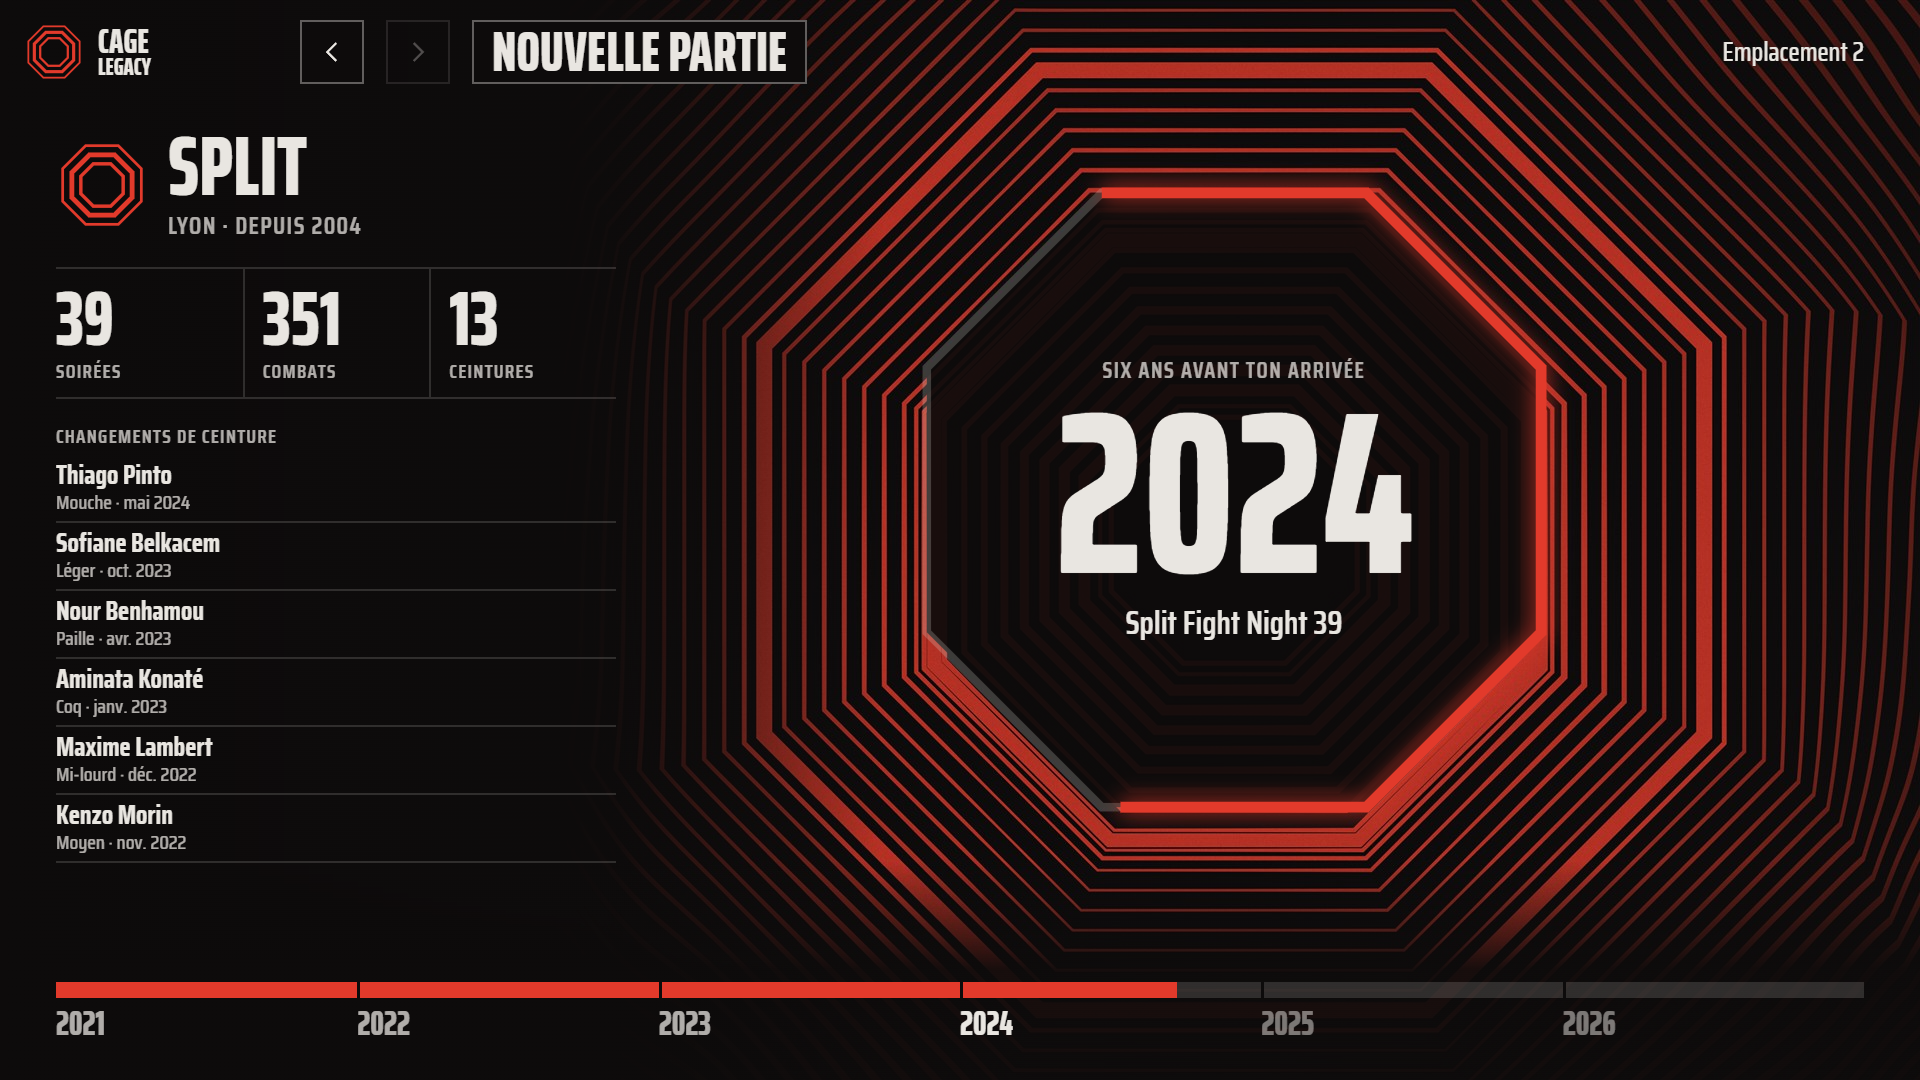 CAGE
LEGACY
NOUVELLE PARTIE
Emplacement 2
SPLIT
LYON · DEPUIS 2004
39
SOIRÉES
351
COMBATS
13
CEINTURES
CHANGEMENTS DE CEINTURE
Thiago Pinto
Mouche · mai 2024
Sofiane Belkacem
Léger · oct. 2023
Nour Benhamou
Paille · avr. 2023
Aminata Konaté
Coq · janv. 2023
Maxime Lambert
Mi-lourd · déc. 2022
Kenzo Morin
Moyen · nov. 2022
SIX ANS AVANT TON ARRIVÉE
2024
Split Fight Night 39
2021
2022
2023
2024
2025
2026